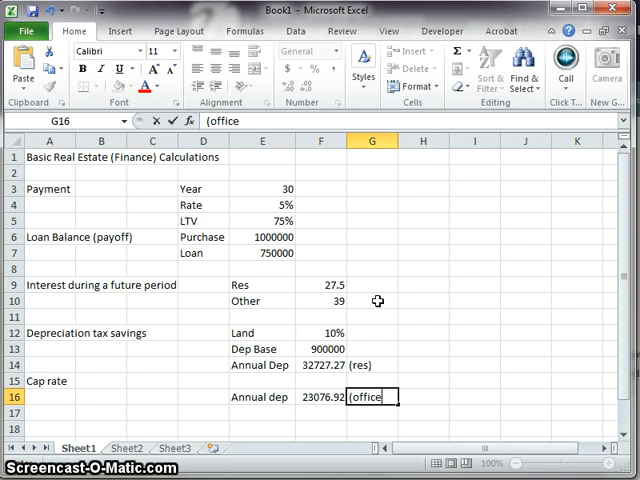 Book1 - Microsoft Excel
File Home Insert Page Layout Formulas Data Review View Developer Acrobat
Paste
Clipboard
Calibri 11
B I U A A
A
Font
Alignment
General
$ % ,
Number
Styles
Insert
Delete
Format
Cells
Σ
Sort & Filter
Find & Select
Editing
Call
Click T...
Camera
New G...
G16 fx (office
A B C D E F G H I J K
1 Basic Real Estate (Finance) Calculations
2
3 Payment Year 30
4 Rate 5%
5 LTV 75%
6 Loan Balance (payoff) Purchase 1000000
7 Loan 750000
8
9 Interest during a future period Res 27.5
10 Other 39
11
12 Depreciation tax savings Land 10%
13 Dep Base 900000
14 Annual Dep 32727.27 (res)
15 Cap rate
16 Annual dep 23076.92 (office
17
18
Sheet1 Sheet2 Sheet3
100%
Screencast-O-Matic.com